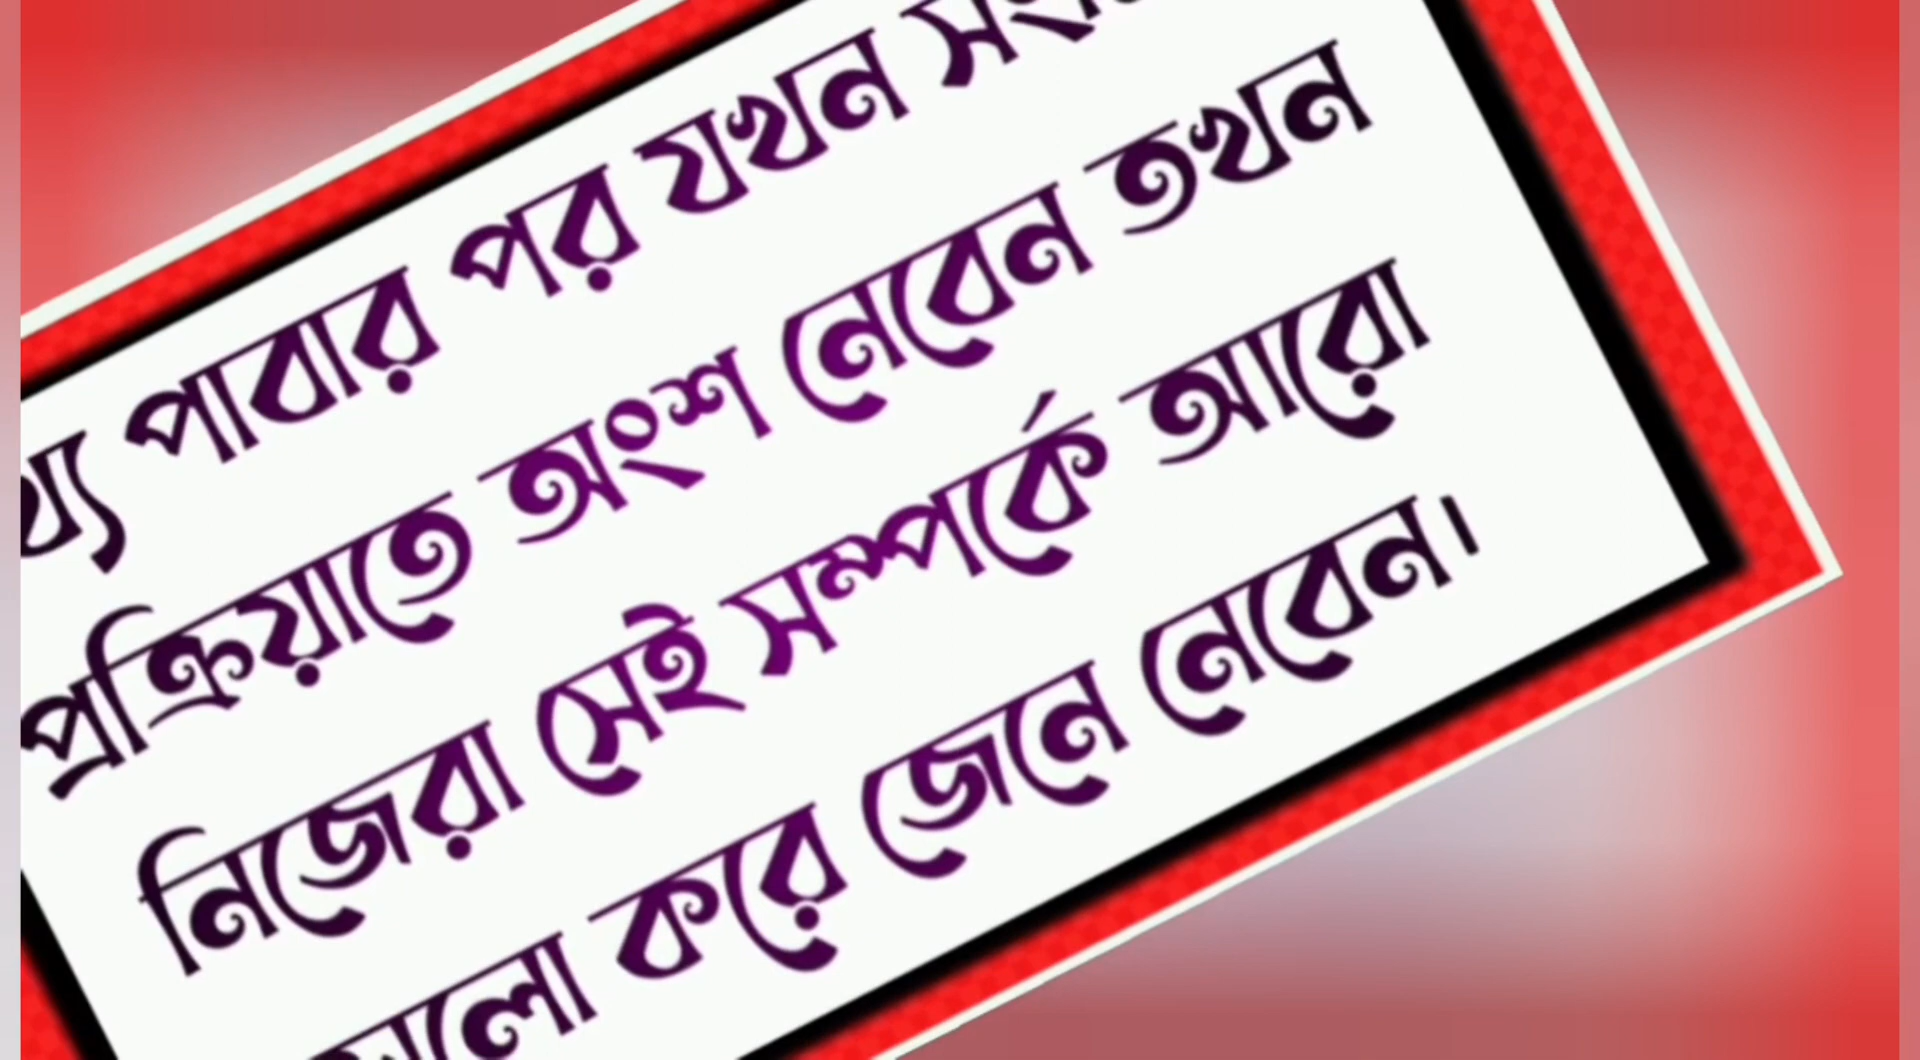 পাবার পর যখন
প্রক্রিয়াতে অংশ নেবেন তখন
নিজেরা সেই সম্পর্কে আরো
করে জেনে নেবেন।